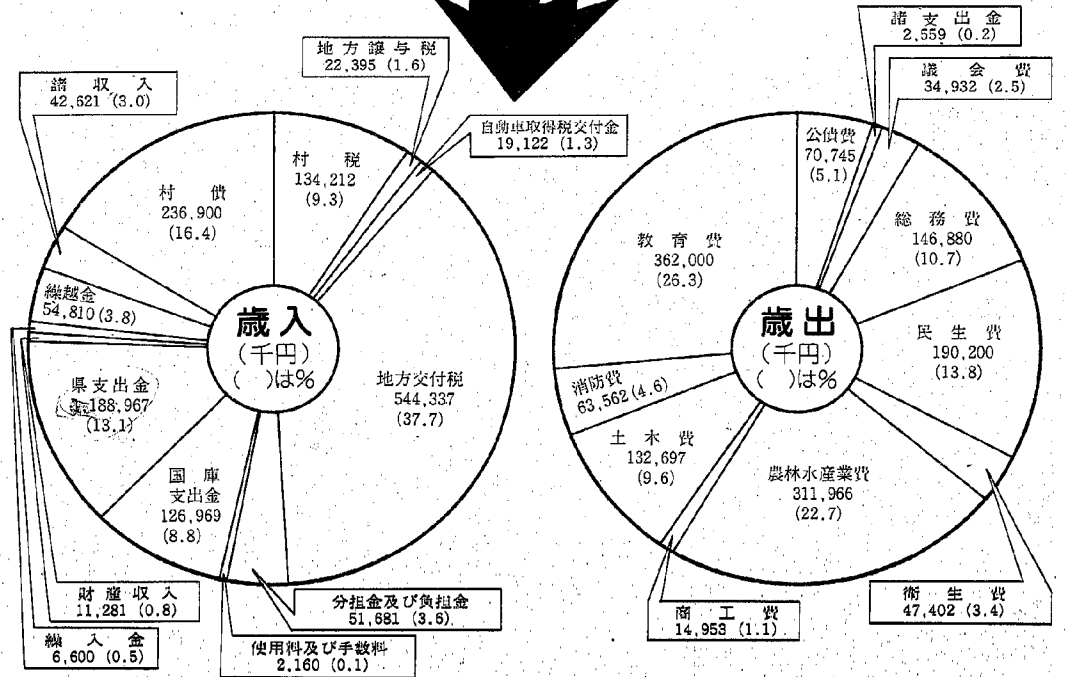 地方譲与税
22,395 (1.6)
諸収入
42,621 (3.0)
自動車取得税交付金
19,122 (1.3)
村税
134,212
(9.3)
村債
236,900
(16.4)
繰越金
54,810 (3.8)
歳入
(千円)
( )は%
地方交付税
544,337
(37.7)
県支出金
188,967
(13.1)
国庫
支出金
126,969
(8.8)
財産収入
11,281 (0.8)
繰入金
6,600 (0.5)
分担金及び負担金
51,681 (3.6)
使用料及び手数料
2,160 (0.1)
諸支出金
2,559 (0.2)
議会費
34,932 (2.5)
公債費
70,745
(5.1)
総務費
146,880
(10.7)
教育費
362,000
(26.3)
歳出
(千円)
( )は%
民生費
190,200
(13.8)
消防費
63,562 (4.6)
土木費
132,697
(9.6)
農林水産業費
311,966
(22.7)
衛生費
47,402 (3.4)
商工費
14,953 (1.1)